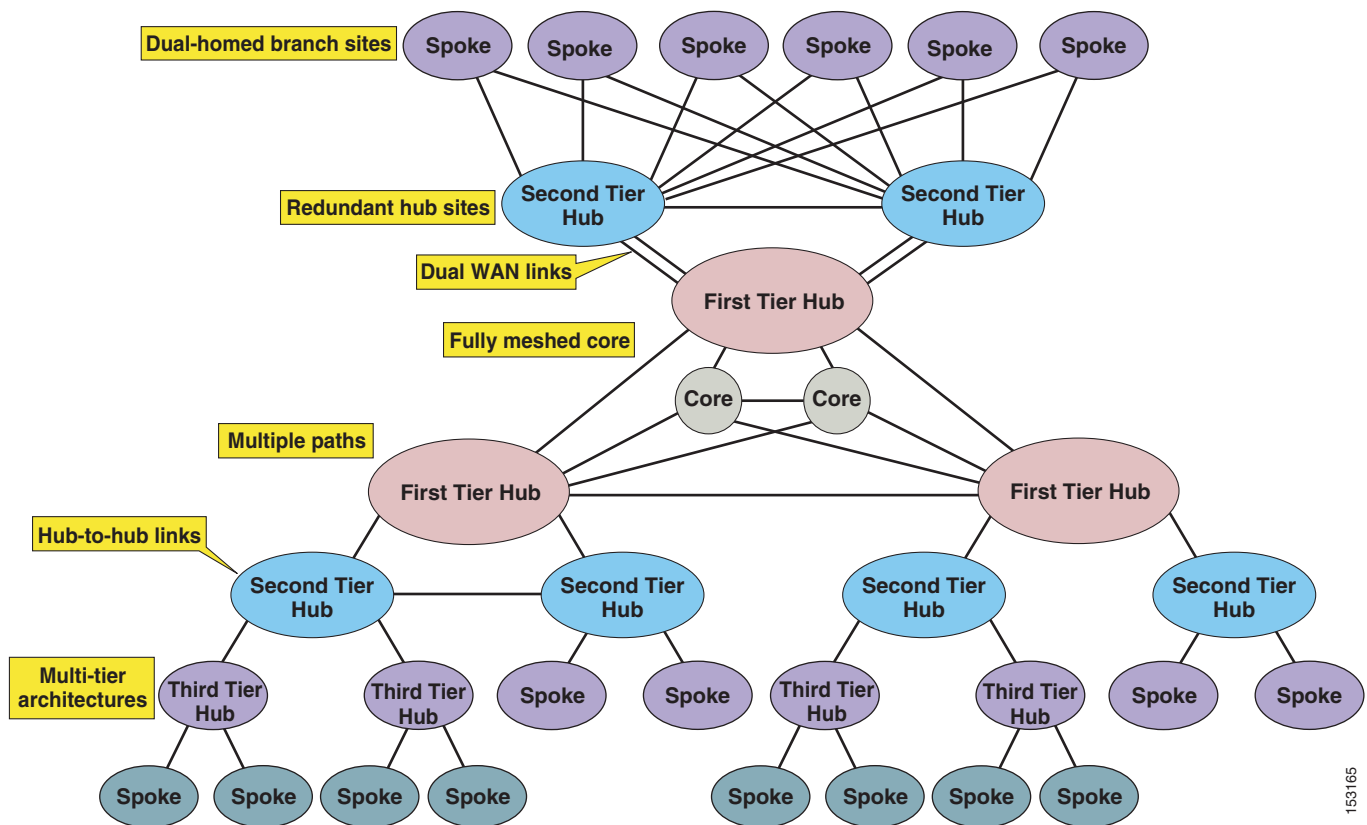 Dual-homed branch sites
Spoke
Spoke
Spoke
Spoke
Spoke
Spoke
Redundant hub sites
Second Tier
Hub
Second Tier
Hub
Dual WAN links
First Tier Hub
Fully meshed core
Core
Core
Multiple paths
First Tier Hub
First Tier Hub
Hub-to-hub links
Second Tier
Hub
Second Tier
Hub
Second Tier
Hub
Second Tier
Hub
Multi-tier
architectures
Third Tier
Hub
Third Tier
Hub
Spoke
Spoke
Third Tier
Hub
Third Tier
Hub
Spoke
Spoke
Spoke
Spoke
Spoke
Spoke
Spoke
Spoke
Spoke
Spoke
153165